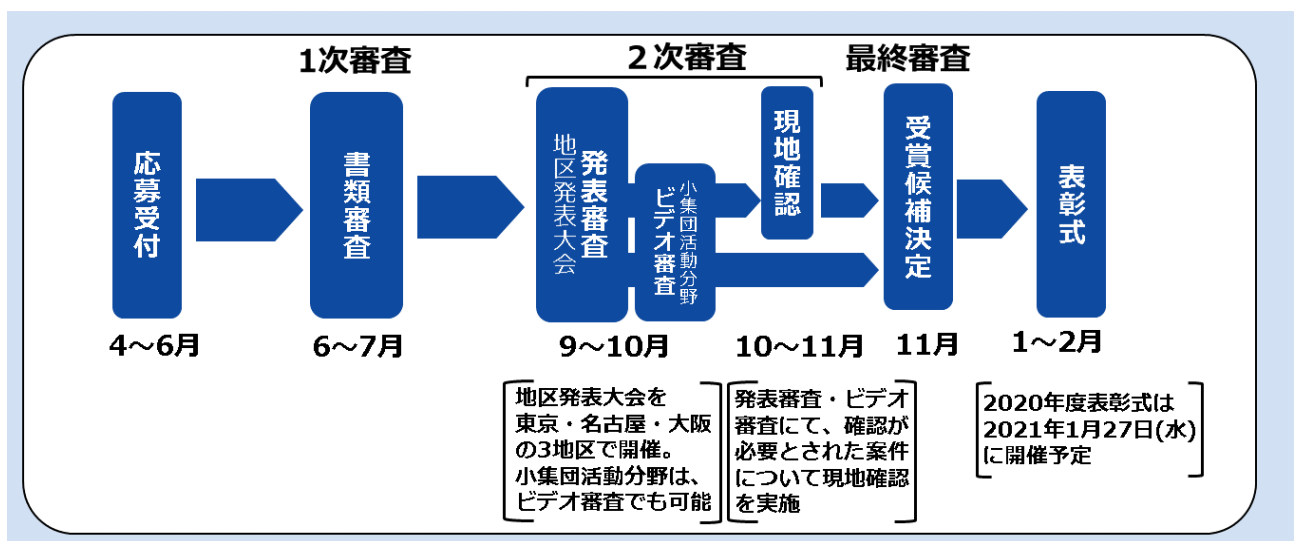 1次審査
２次審査
最終審査
応募受付
書類審査
発表審査
地区発表大会
小集団活動分野
ビデオ審査
現地確認
受賞候補決定
表彰式
4～6月
6～7月
9～10月
10～11月
11月
1～2月
地区発表大会を
東京・名古屋・大阪
の3地区で開催。
小集団活動分野は、
ビデオ審査でも可能
発表審査・ビデオ
審査にて、確認が
必要とされた案件
について現地確認
を実施
2020年度表彰式は
2021年1月27日(水)
に開催予定